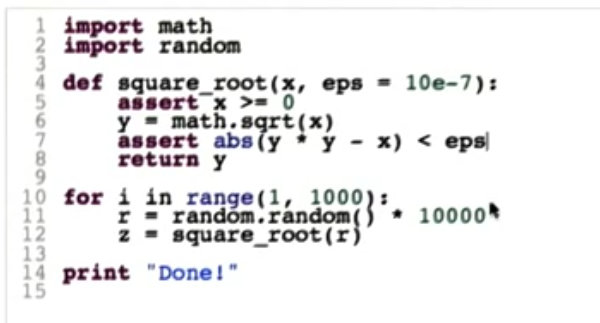 1 import math
2 import random
3
4 def square_root(x, eps = 10e-7):
5     assert x >= 0
6     y = math.sqrt(x)
7     assert abs(y * y - x) < eps
8     return y
9
10 for i in range(1, 1000):
11     r = random.random() * 10000
12     z = square_root(r)
13
14 print "Done!"
15